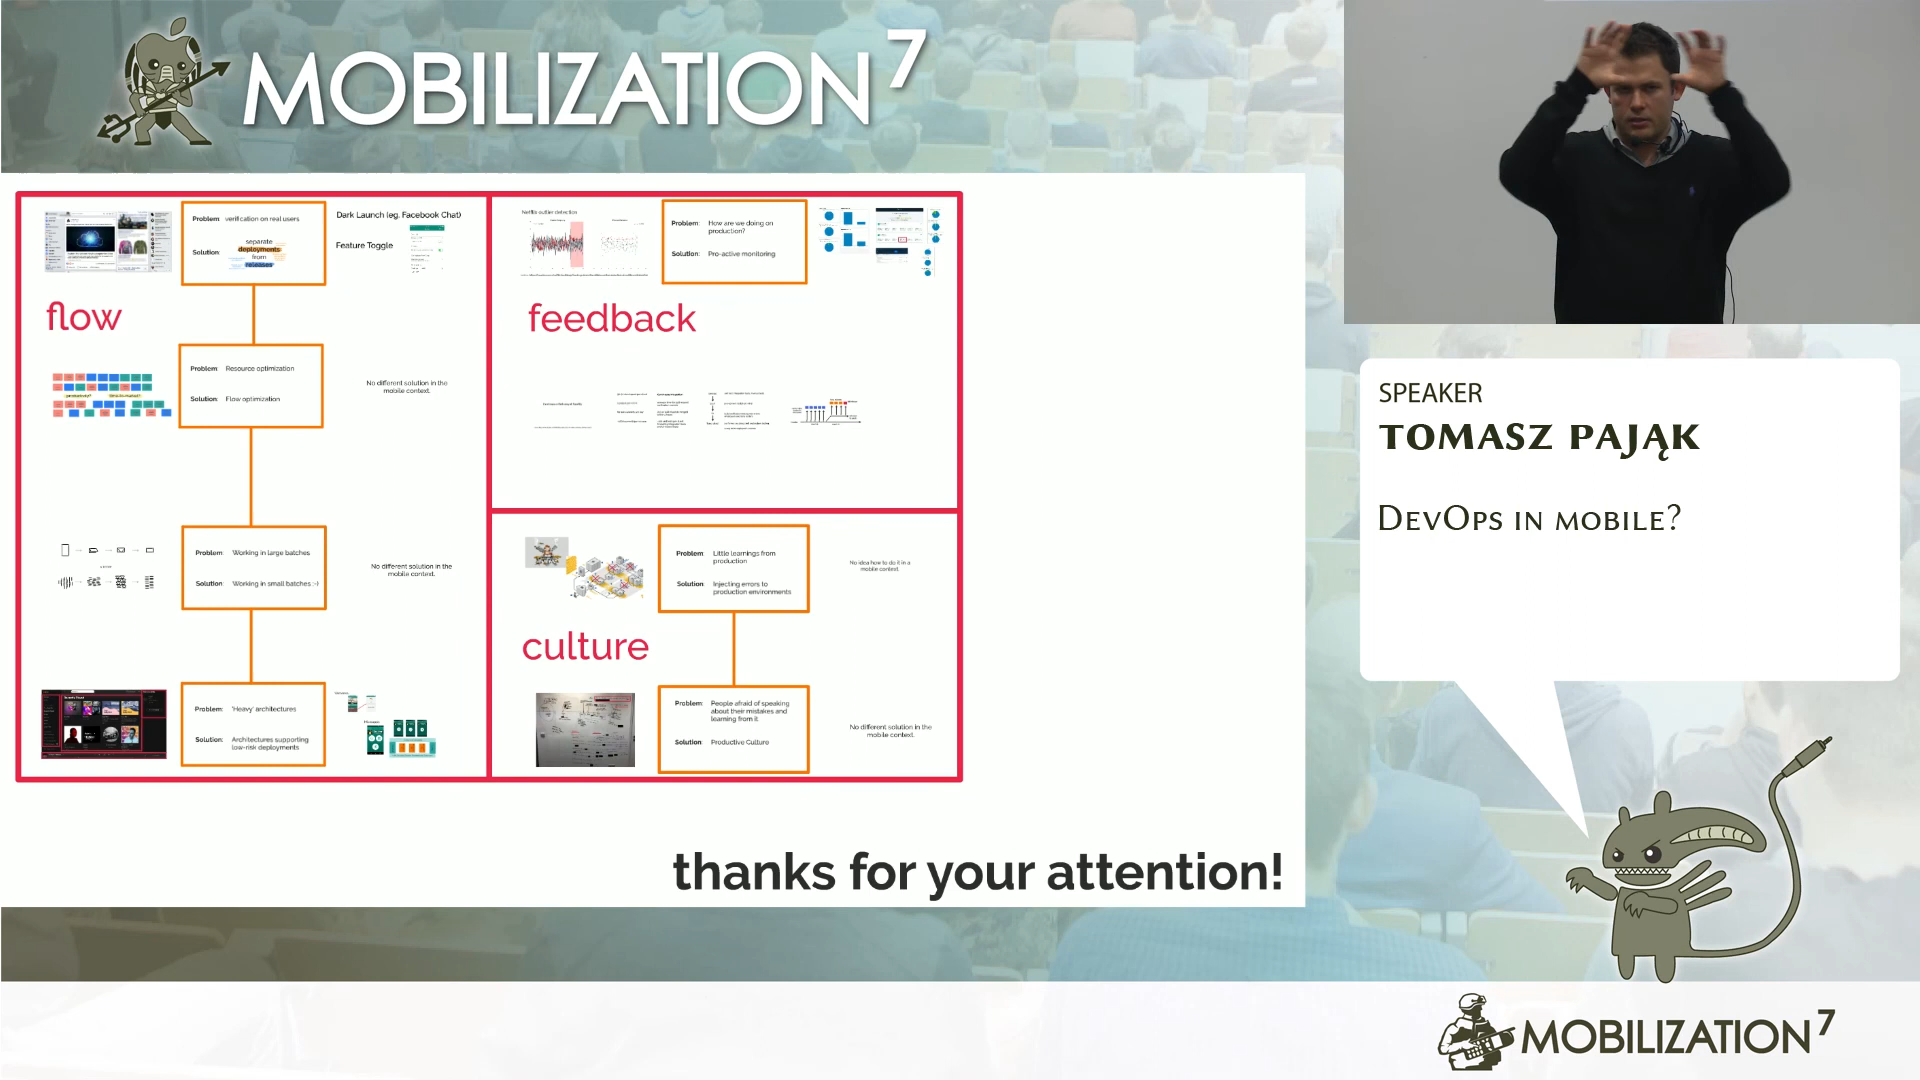 MOBILIZATION 7
Problem: verification on real users
Solution: separate
deployments
from
releases
Dark Launch (eg. Facebook Chat)
Feature Toggle
flow
Problem: Resource optimization
Solution: Flow optimization
No different solution in the
mobile context.
Problem: Working in large batches
Solution: Working in small batches :-)
No different solution in the
mobile context.
Problem: 'Heavy' architectures
Solution: Architectures supporting
low-risk deployments
Netflix outlier detection
Problem: How are we doing on
production?
Solution: Pro-active monitoring
feedback
Problem: Little learnings from
production
Solution: Injecting errors to
production environments
No idea how to do it in a
mobile context.
culture
Problem: People afraid of speaking
about their mistakes and
learning from it
Solution: Productive Culture
No different solution in the
mobile context.
thanks for your attention!
SPEAKER
TOMASZ PAJĄK
DEVOPS IN MOBILE?
MOBILIZATION 7